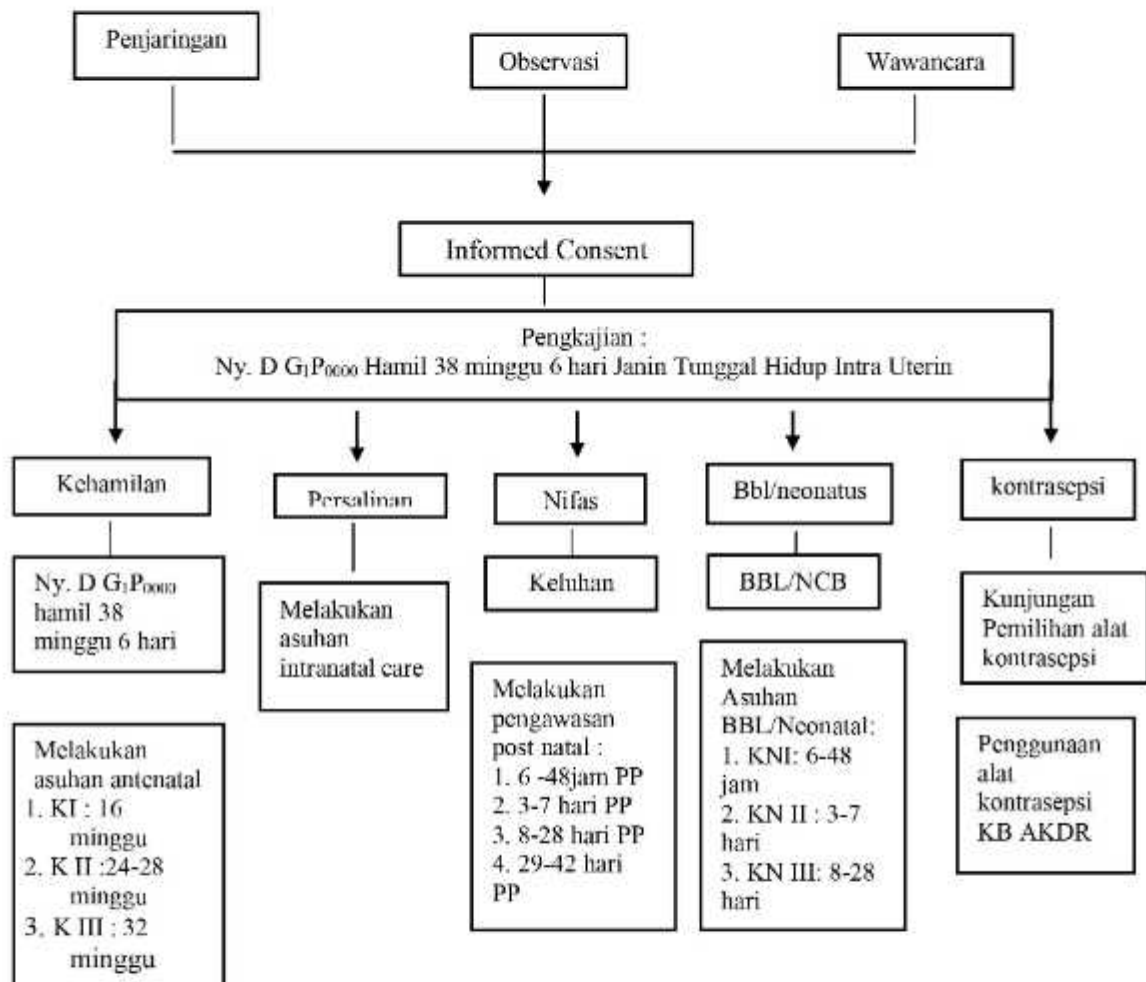 Penjaringan
Observasi
Wawancara
Informed Consent
Pengkajian :
Ny. D G₁P₀₀₀₀ Hamil 38 minggu 6 hari Janin Tunggal Hidup Intra Uterin
Kehamilan
Persalinan
Nifas
Bbl/neonatus
kontrasepsi
Ny. D G₁P₀₀₀₀
hamil 38
minggu 6 hari
Melakukan
asuhan
intranatal care
Keluhan
BBL/NCB
Kunjungan
Pemilihan alat
kontrasepsi
Melakukan
asuhan antenatal
1. KI : 16
minggu
2. K II :24-28
minggu
3. K III : 32
minggu
Melakukan
pengawasan
post natal :
1. 6 -48jam PP
2. 3-7 hari PP
3. 8-28 hari PP
4. 29-42 hari
PP
Melakukan
Asuhan
BBL/Neonatal:
1. KNI: 6-48
jam
2. KN II : 3-7
hari
3. KN III: 8-28
hari
Penggunaan
alat
kontrasepsi
KB AKDR